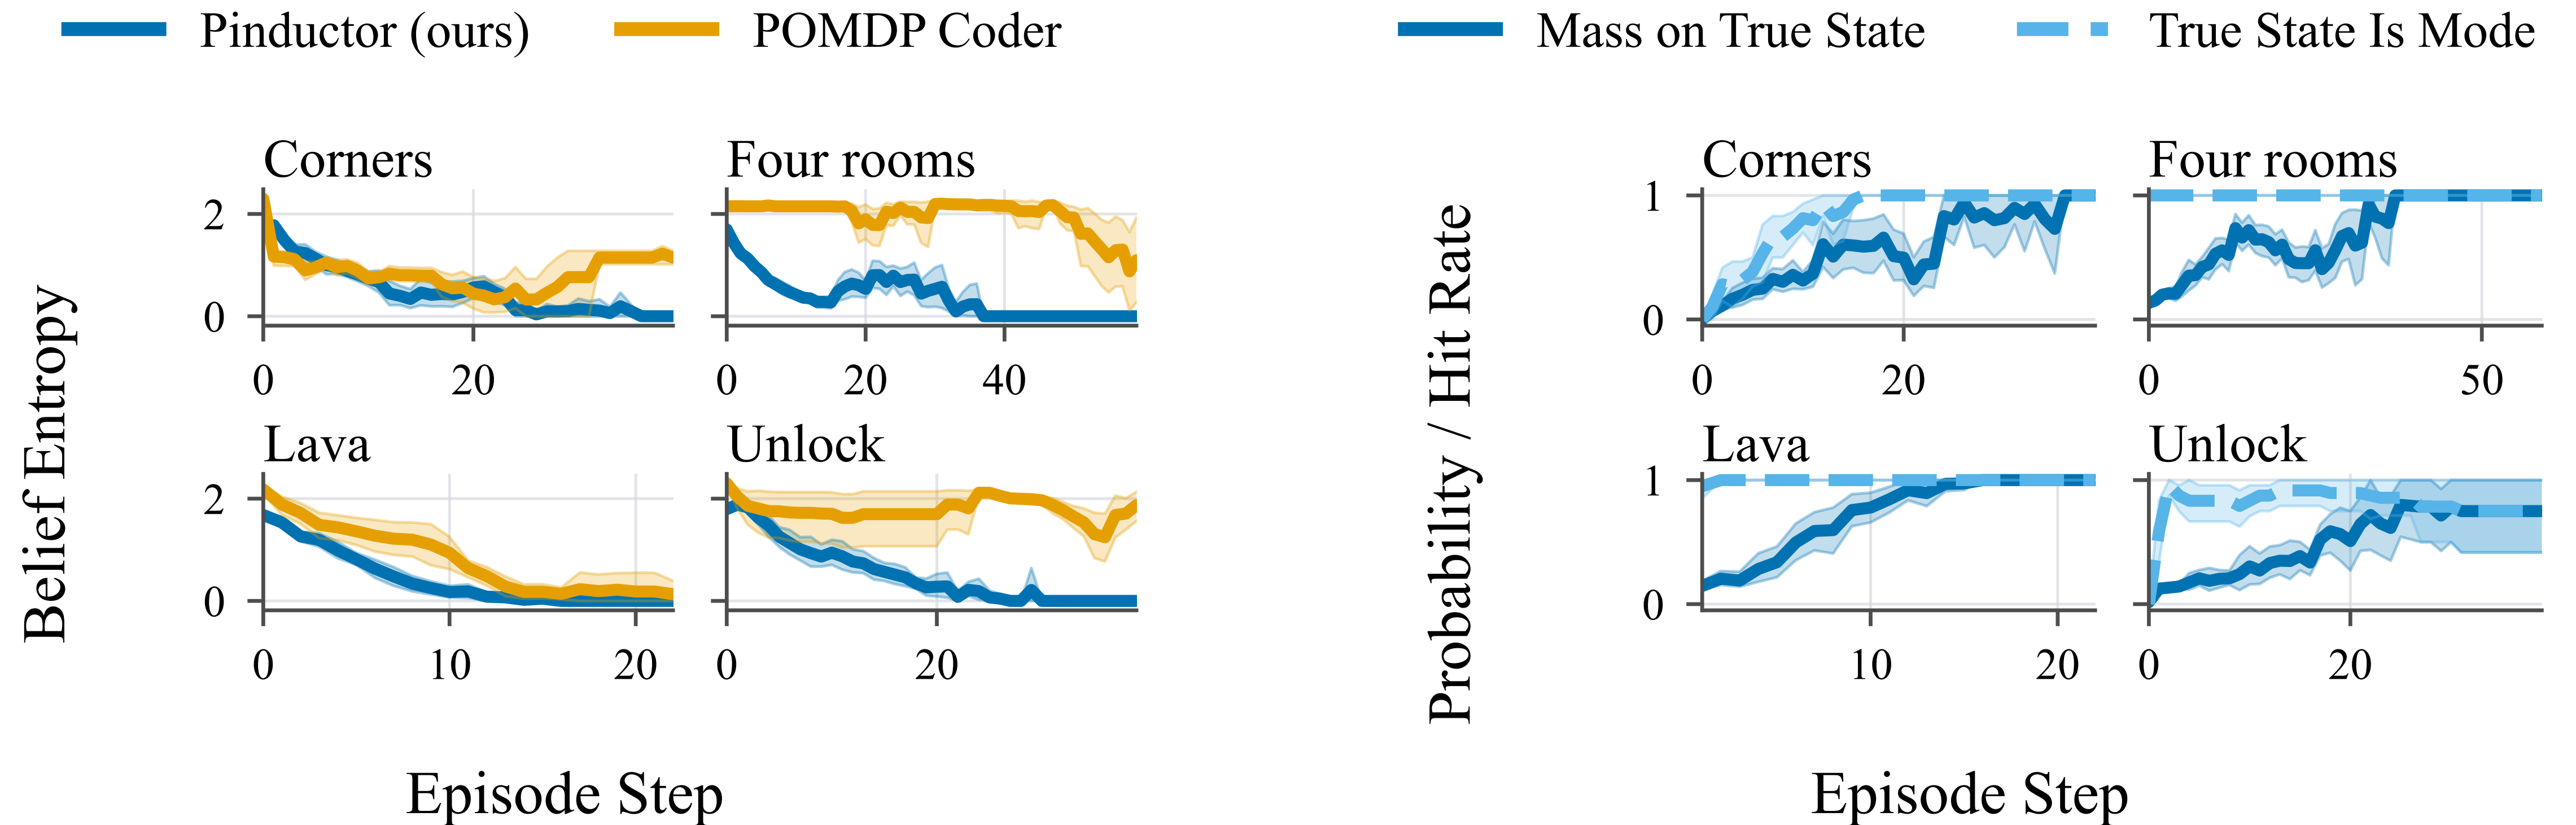 Pinductor (ours) POMDP Coder
Mass on True State True State Is Mode
Belief Entropy
Corners
2
0
0 20
Four rooms
0 20 40
Lava
2
0
0 10 20
Unlock
0 20
Episode Step
Probability / Hit Rate
Corners
1
0
0 20
Four rooms
0 50
Lava
1
0
10 20
Unlock
0 20
Episode Step